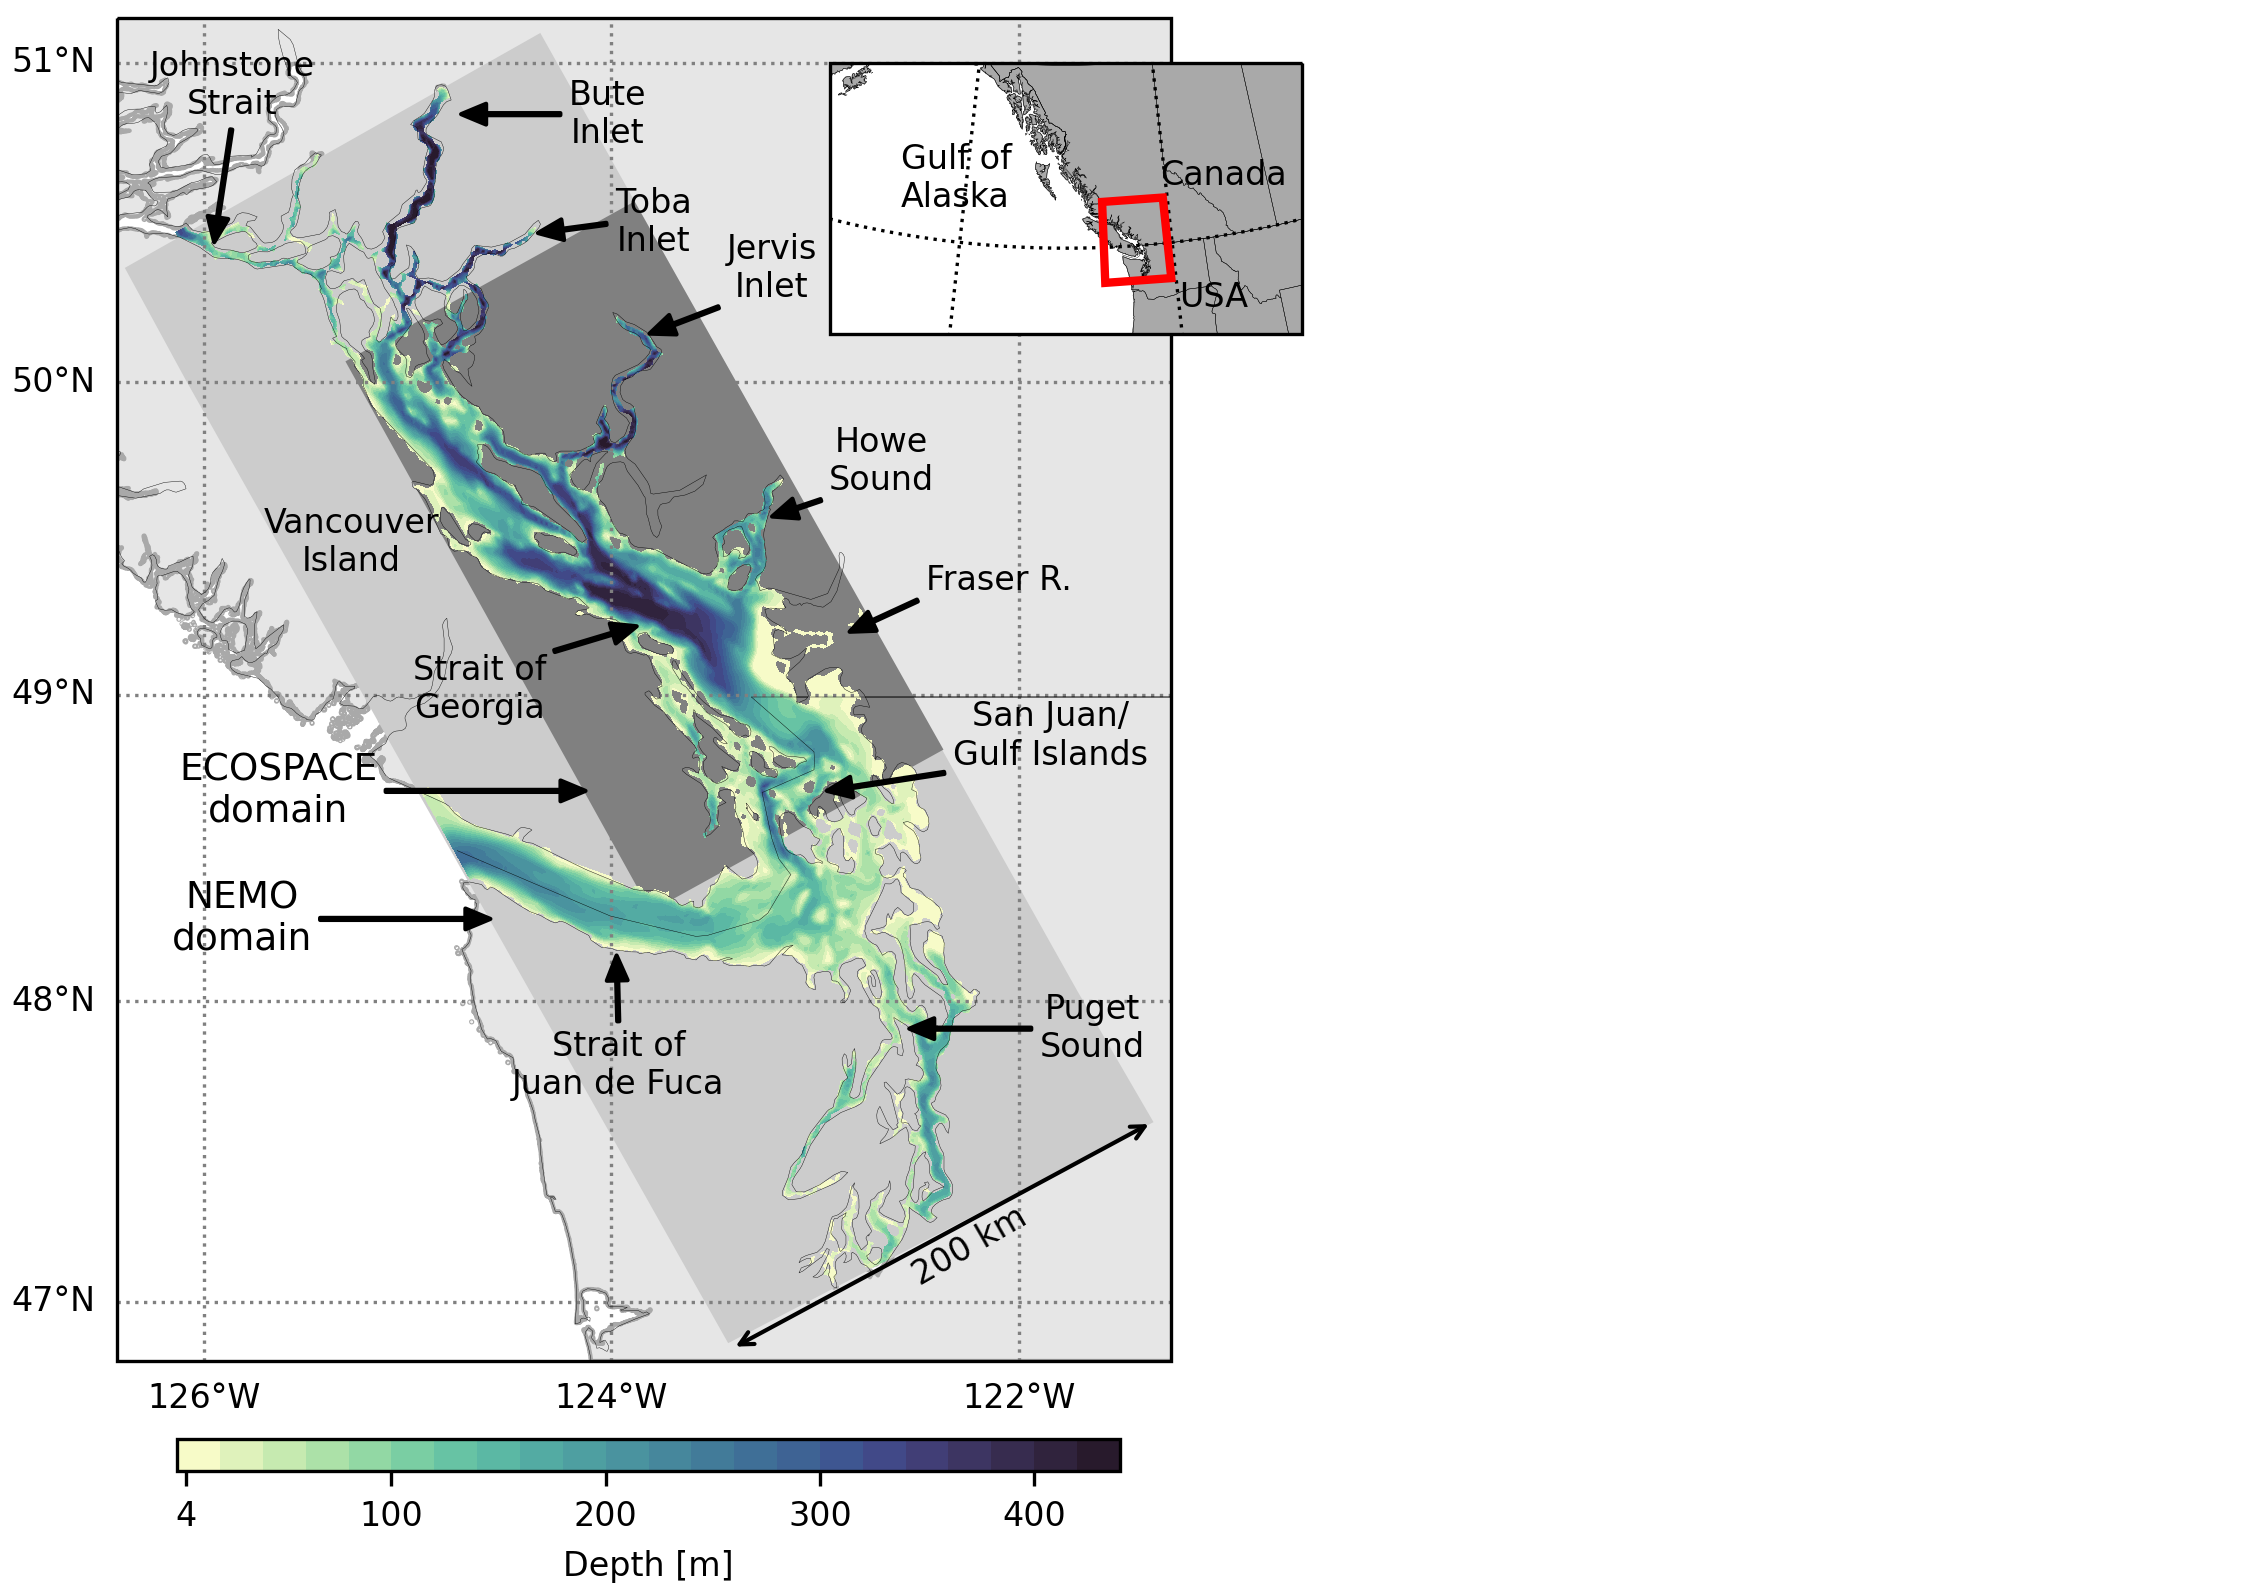 51°N
50°N
49°N
48°N
47°N
Johnstone
Strait
Bute
Inlet
Toba
Inlet
Jervis
Inlet
Gulf of
Alaska
Canada
USA
Howe
Sound
Vancouver
Island
Fraser R.
Strait of
Georgia
San Juan/
Gulf Islands
ECOSPACE
domain
NEMO
domain
Strait of
Juan de Fuca
Puget
Sound
200 km
126°W
124°W
122°W
4
100
200
300
400
Depth [m]